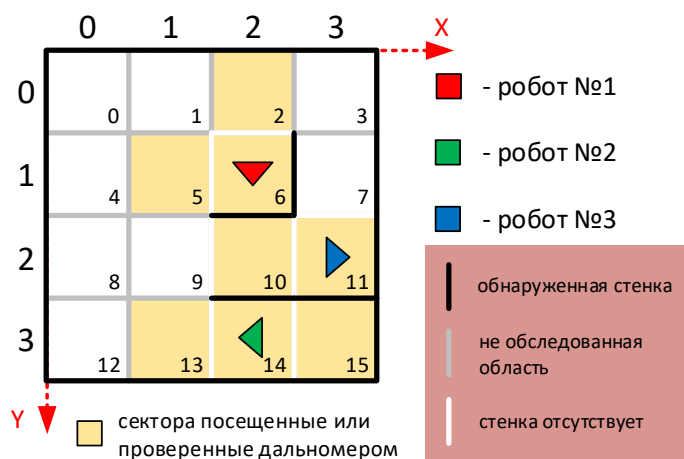 0 1 2 3
X
0
0 1 2 3
1
4 5 6 7
2
8 9 10 11
3
12 13 14 15
Y
- робот №1
- робот №2
- робот №3
обнаруженная стенка
не обследованная
область
стенка отсутствует
сектора посещенные или
проверенные дальномером